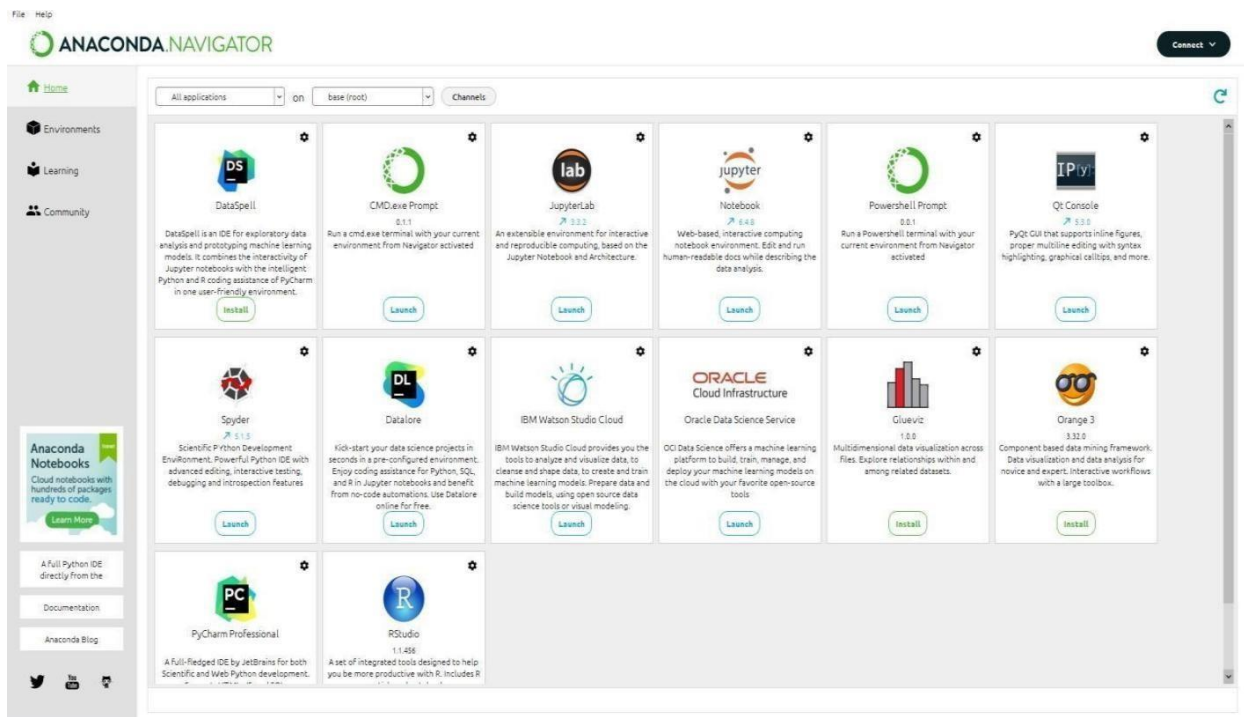 File Help
ANACONDA.NAVIGATOR
Connect
Home
Environments
Learning
Community
All applications
on
base (root)
Channels
DS
DataSpell
DataSpell is an IDE for exploratory data
analysis and prototyping machine learning
models. It combines the interactivity of
Jupyter notebooks with the intelligent
Python and R coding assistance of PyCharm
in one user-friendly environment.
Install
CMD.exe Prompt
0.1.1
Run a cmd.exe terminal with your current
environment from Navigator activated
Launch
lab
JupyterLab
3.3.2
An extensible environment for interactive
and reproducible computing, based on the
Jupyter Notebook and Architecture.
Launch
jupyter
Notebook
6.4.8
Web-based, interactive computing
notebook environment. Edit and run
human-readable docs while describing the
data analysis.
Launch
Powershell Prompt
0.0.1
Run a Powershell terminal with your
current environment from Navigator
activated
Launch
IP[y]:
Qt Console
5.3.0
PyQt GUI that supports inline figures,
proper multiline editing with syntax
highlighting, graphical calltips, and more.
Launch
Spyder
5.1.5
Scientific PYthon Development
EnviRonment. Powerful Python IDE with
advanced editing, interactive testing,
debugging and introspection features
Launch
DL
Datalore
Kick-start your data science projects in
seconds in a pre-configured environment.
Enjoy coding assistance for Python, SQL,
and R in Jupyter notebooks and benefit
from no-code automations. Use Datalore
online for free.
Launch
IBM Watson Studio Cloud
IBM Watson Studio Cloud provides you the
tools to analyze and visualize data, to
cleanse and shape data, to create and train
machine learning models. Prepare data and
build models, using open source data
science tools or visual modeling.
Launch
ORACLE
Cloud Infrastructure
Oracle Data Science Service
OCI Data Science offers a machine learning
platform to build, train, manage, and
deploy your machine learning models on
the cloud with your favorite open-source
tools
Launch
Glueviz
1.0.0
Multidimensional data visualization across
files. Explore relationships within and
among related datasets.
Install
Orange 3
3.32.0
Component based data mining framework.
Data visualization and data analysis for
novice and expert. Interactive workflows
with a large toolbox.
Install
PC
PyCharm Professional
A full-fledged IDE by JetBrains for both
Scientific and Web Python development.
R
RStudio
1.1.456
A set of integrated tools designed to help
you be more productive with R. Includes R
Anaconda
Notebooks
Cloud notebooks with
hundreds of packages
ready to code.
Learn More
A full Python IDE
directly from the
Documentation
Anaconda Blog
You
Tube